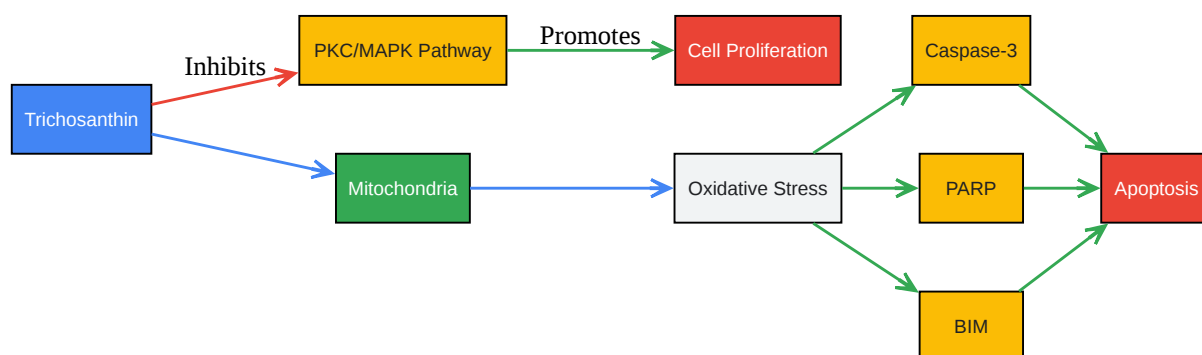 Promotes
PKC/MAPK Pathway
Cell Proliferation
Caspase-3
Inhibits
Trichosanthin
Mitochondria
Oxidative Stress
PARP
Apoptosis
BIM